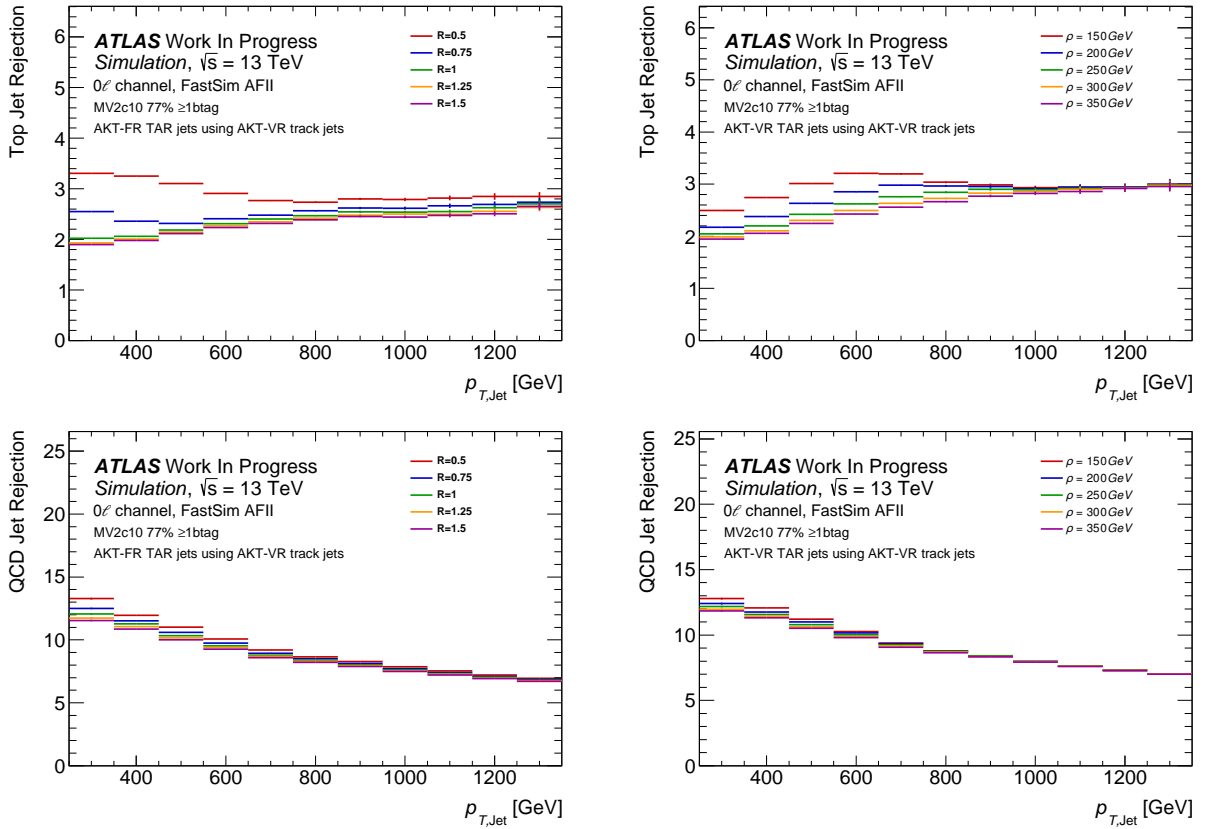 Top Jet Rejection
6
5
4
3
2
1
0
ATLAS Work In Progress
Simulation, √s = 13 TeV
0ℓ channel, FastSim AFII
MV2c10 77% ≥1btag
AKT-FR TAR jets using AKT-VR track jets
R=0.5
R=0.75
R=1
R=1.25
R=1.5
400 600 800 1000 1200
p T,Jet [GeV]
Top Jet Rejection
6
5
4
3
2
1
0
ATLAS Work In Progress
Simulation, √s = 13 TeV
0ℓ channel, FastSim AFII
MV2c10 77% ≥1btag
AKT-VR TAR jets using AKT-VR track jets
ρ = 150GeV
ρ = 200GeV
ρ = 250GeV
ρ = 300GeV
ρ = 350GeV
400 600 800 1000 1200
p T,Jet [GeV]
QCD Jet Rejection
25
20
15
10
5
0
ATLAS Work In Progress
Simulation, √s = 13 TeV
0ℓ channel, FastSim AFII
MV2c10 77% ≥1btag
AKT-FR TAR jets using AKT-VR track jets
R=0.5
R=0.75
R=1
R=1.25
R=1.5
400 600 800 1000 1200
p T,Jet [GeV]
QCD Jet Rejection
25
20
15
10
5
0
ATLAS Work In Progress
Simulation, √s = 13 TeV
0ℓ channel, FastSim AFII
MV2c10 77% ≥1btag
AKT-VR TAR jets using AKT-VR track jets
ρ = 150GeV
ρ = 200GeV
ρ = 250GeV
ρ = 300GeV
ρ = 350GeV
400 600 800 1000 1200
p T,Jet [GeV]